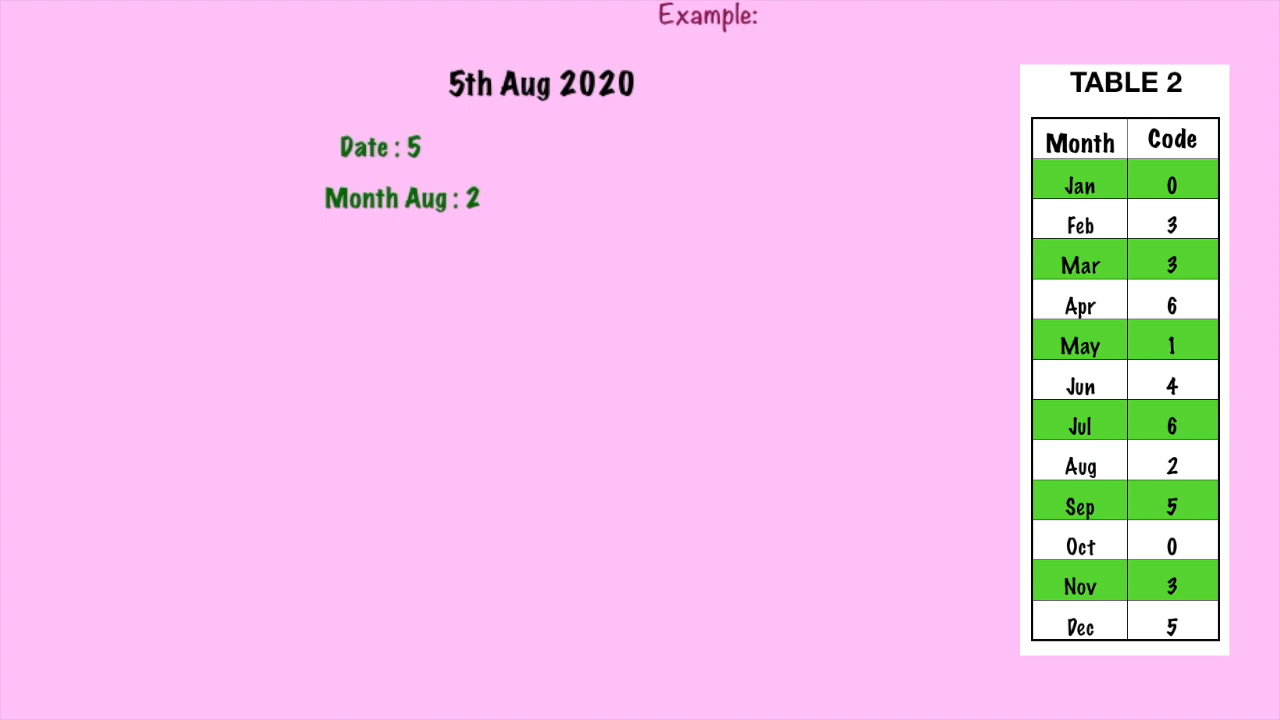 Example:
5th Aug 2020
Date : 5
Month Aug : 2
TABLE 2
Month Code
Jan 0
Feb 3
Mar 3
Apr 6
May 1
Jun 4
Jul 6
Aug 2
Sep 5
Oct 0
Nov 3
Dec 5